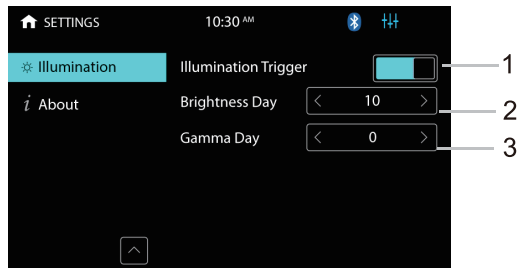 SETTINGS 10:30 AM
Illumination Illumination Trigger 1
i About Brightness Day < 10 > 2
Gamma Day < 0 > 3